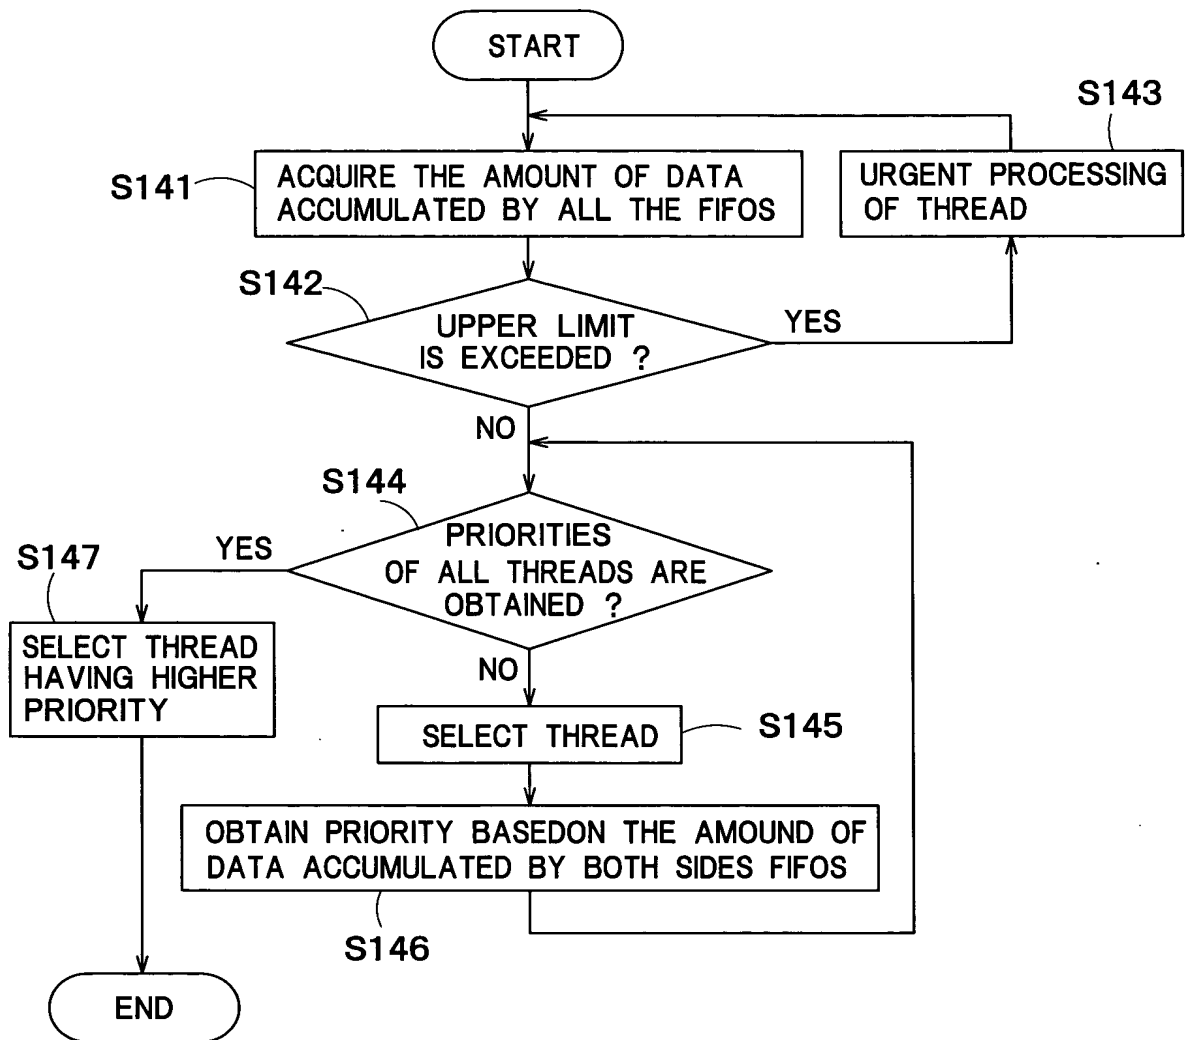 START
S143
S141
ACQUIRE THE AMOUNT OF DATA
ACCUMULATED BY ALL THE FIFOS
URGENT PROCESSING
OF THREAD
S142
UPPER LIMIT
IS EXCEEDED ?
YES
NO
S144
PRIORITIES
OF ALL THREADS ARE
OBTAINED ?
YES
S147
SELECT THREAD
HAVING HIGHER
PRIORITY
NO
SELECT THREAD
S145
OBTAIN PRIORITY BASEDON THE AMOUND OF
DATA ACCUMULATED BY BOTH SIDES FIFOS
S146
END